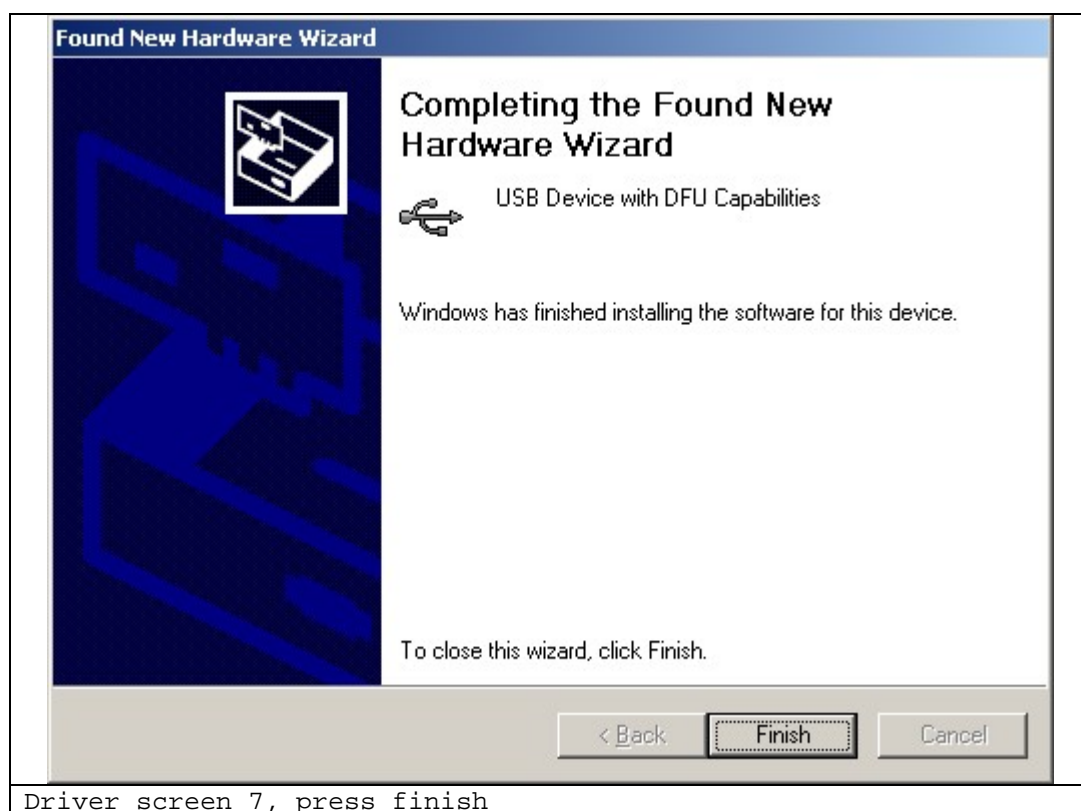 Found New Hardware Wizard
Completing the Found New
Hardware Wizard
USB Device with DFU Capabilities
Windows has finished installing the software for this device.
To close this wizard, click Finish.
< Back
Finish
Cancel
Driver screen 7, press finish